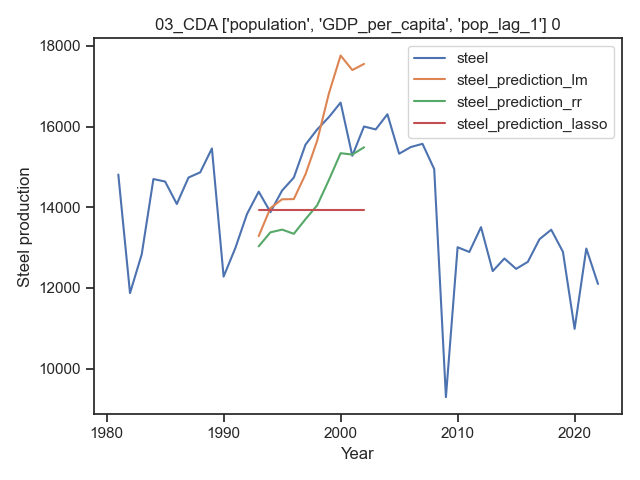 03_CDA ['population', 'GDP_per_capita', 'pop_lag_1'] 0
steel
steel_prediction_lm
steel_prediction_rr
steel_prediction_lasso
18000
16000
14000
12000
10000
Steel production
1980
1990
2000
2010
2020
Year